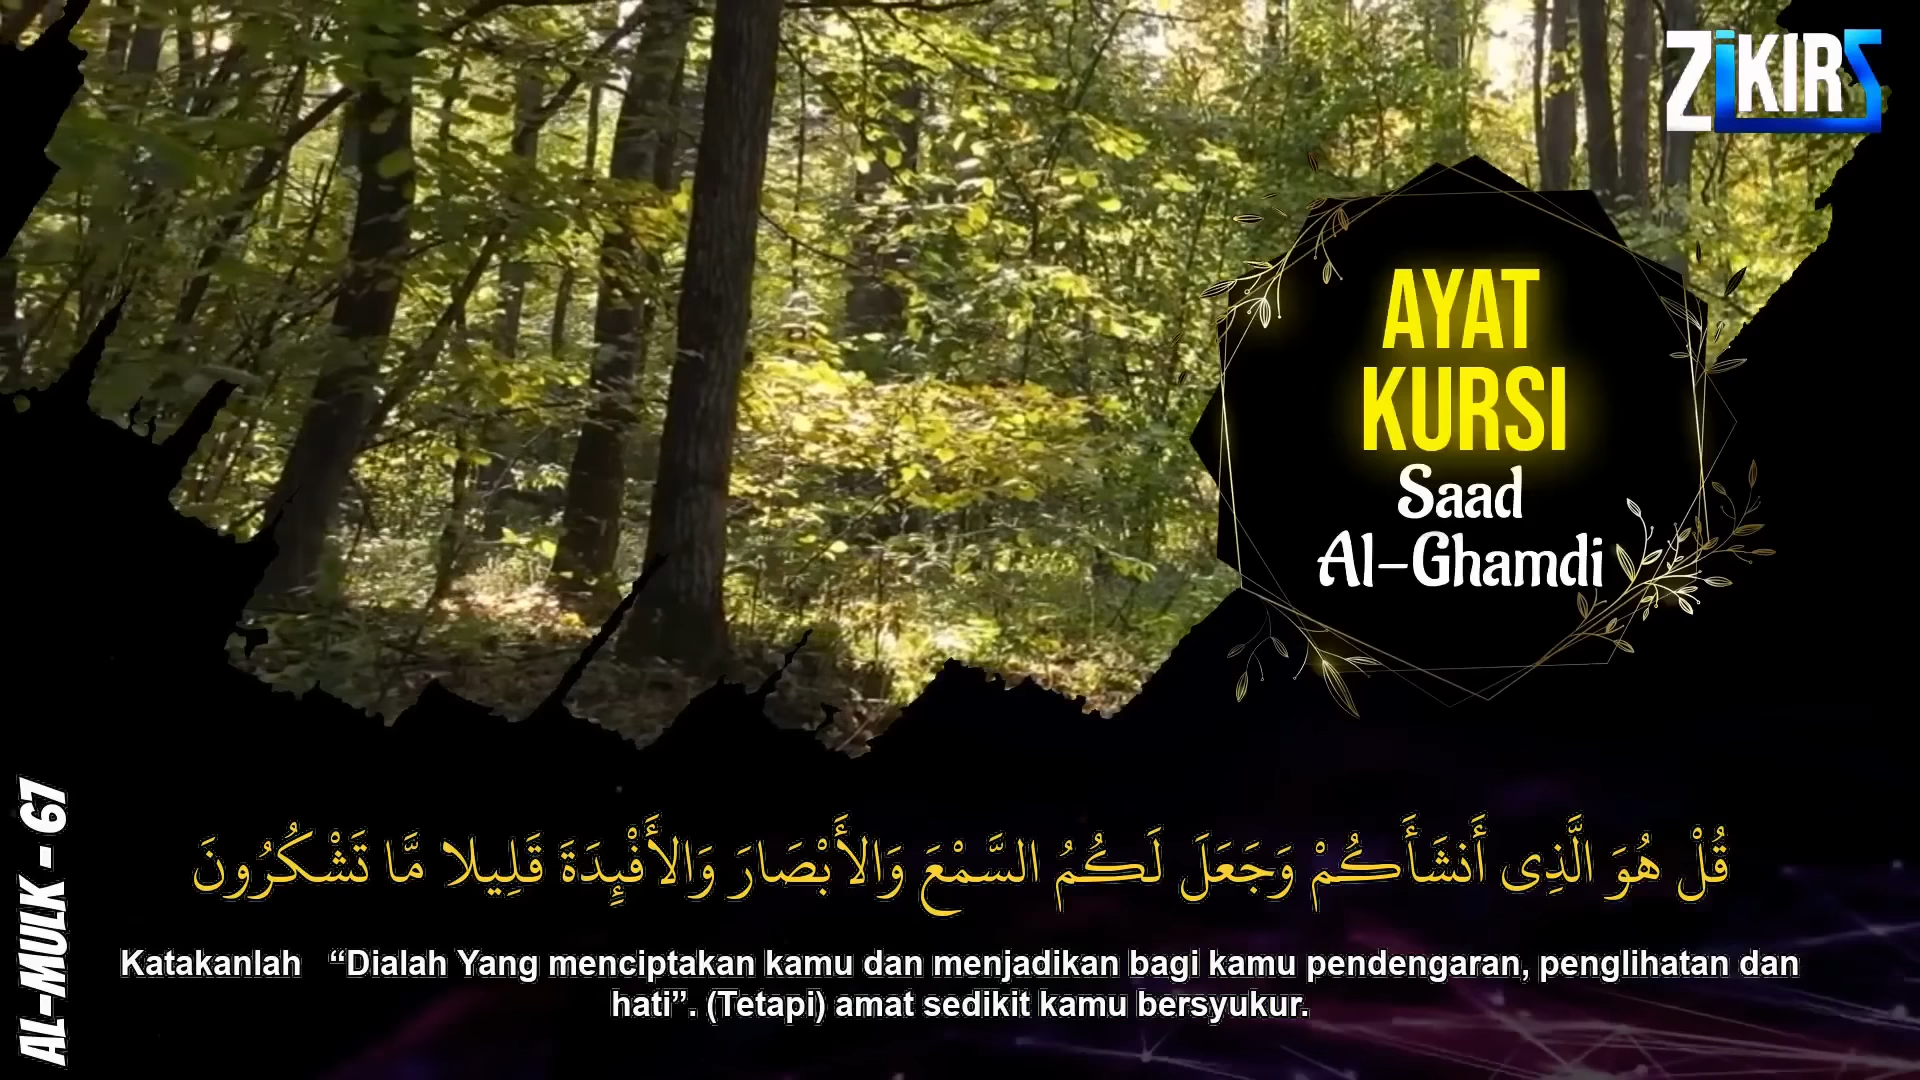 ZiKIRS
AYAT
KURSI
Saad
Al-Ghamdi
AL-MULK - 67
قُلْ هُوَ الَّذِى أَنشَأَكُمْ وَجَعَلَ لَكُمُ السَّمْعَ وَالأَبْصَارَ وَالأَفْـِٕدَةَ قَلِيلا مَّا تَشْكُرُونَ
Katakanlah “Dialah Yang menciptakan kamu dan menjadikan bagi kamu pendengaran, penglihatan dan
hati”. (Tetapi) amat sedikit kamu bersyukur.